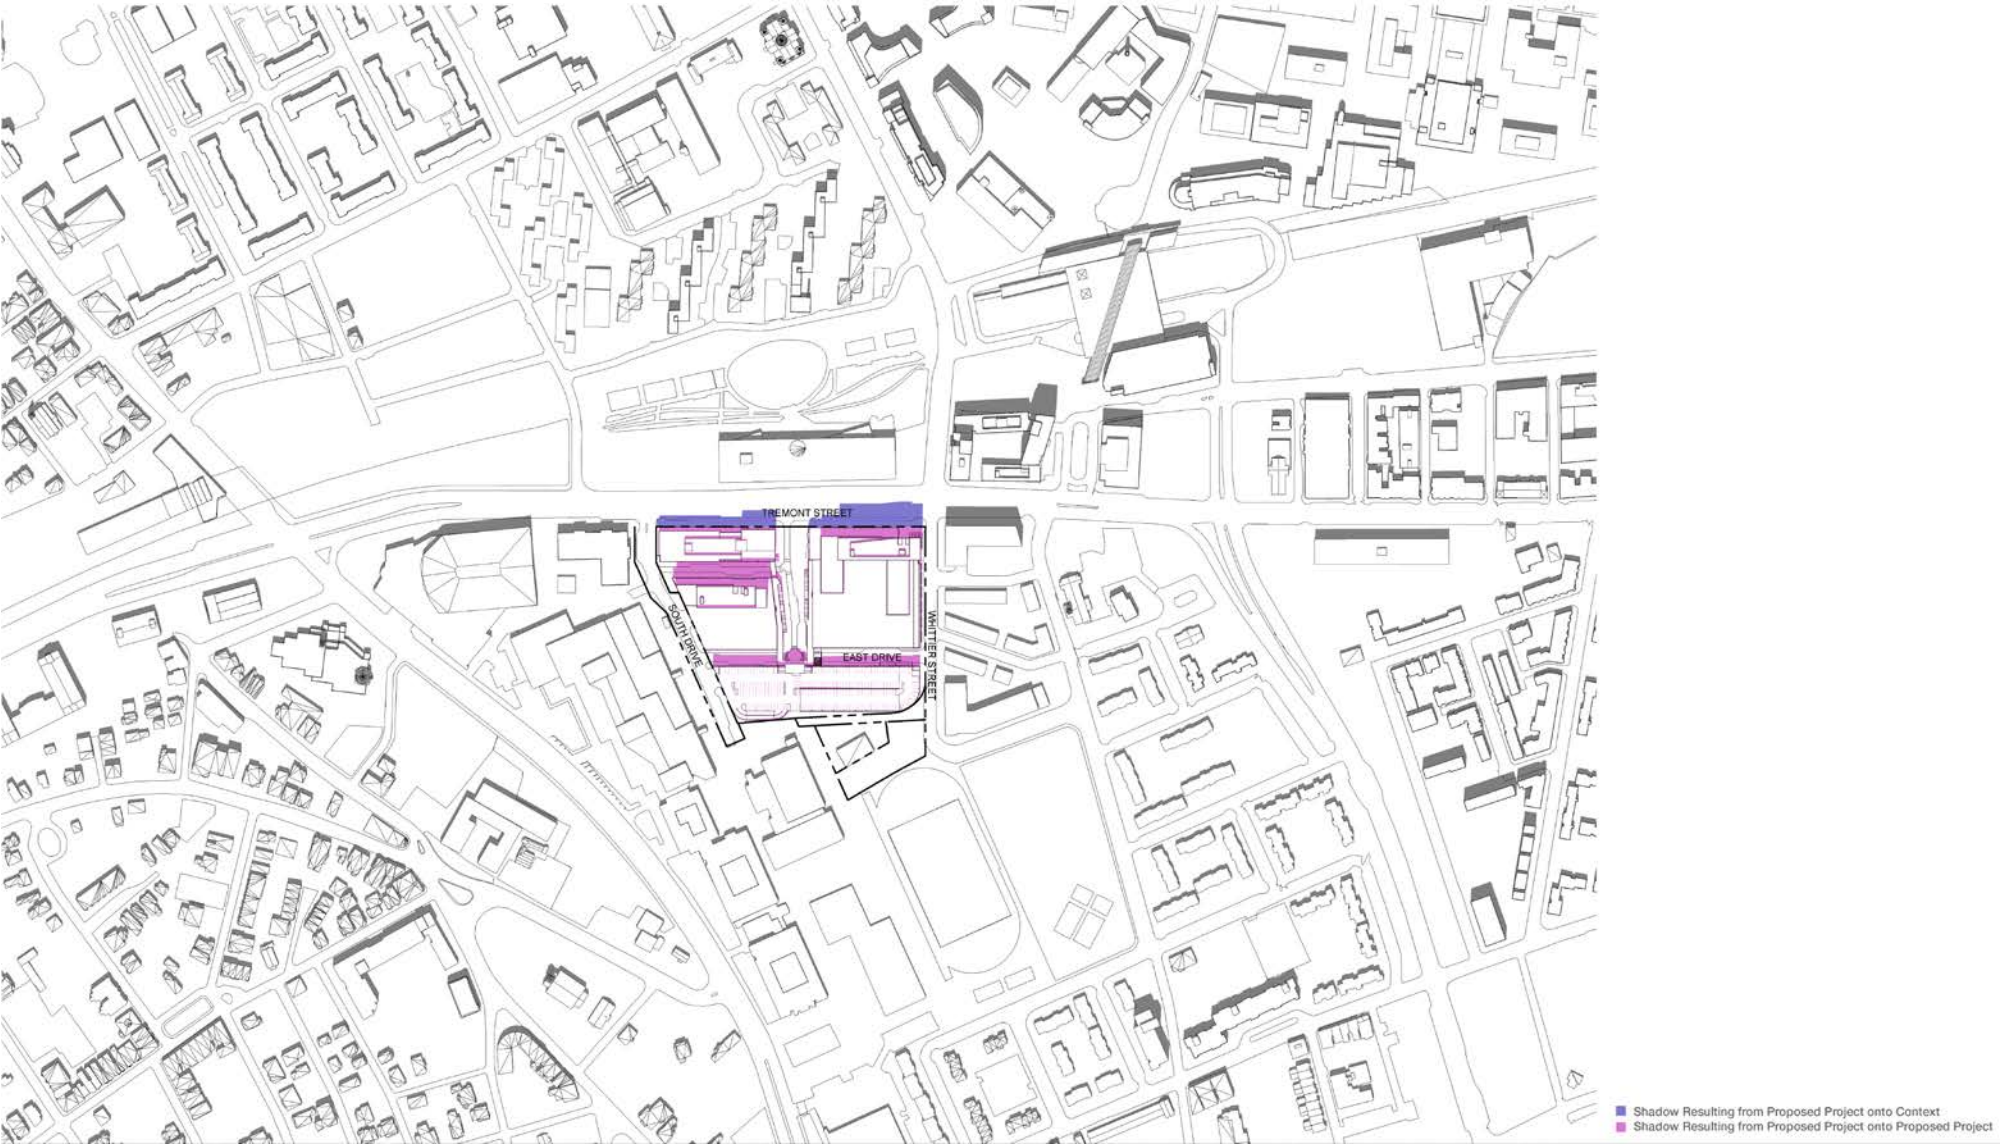 TREMONT STREET
SOUTH DRIVE
WHITTIER STREET
EAST DRIVE
Shadow Resulting from Proposed Project onto Context
Shadow Resulting from Proposed Project onto Proposed Project